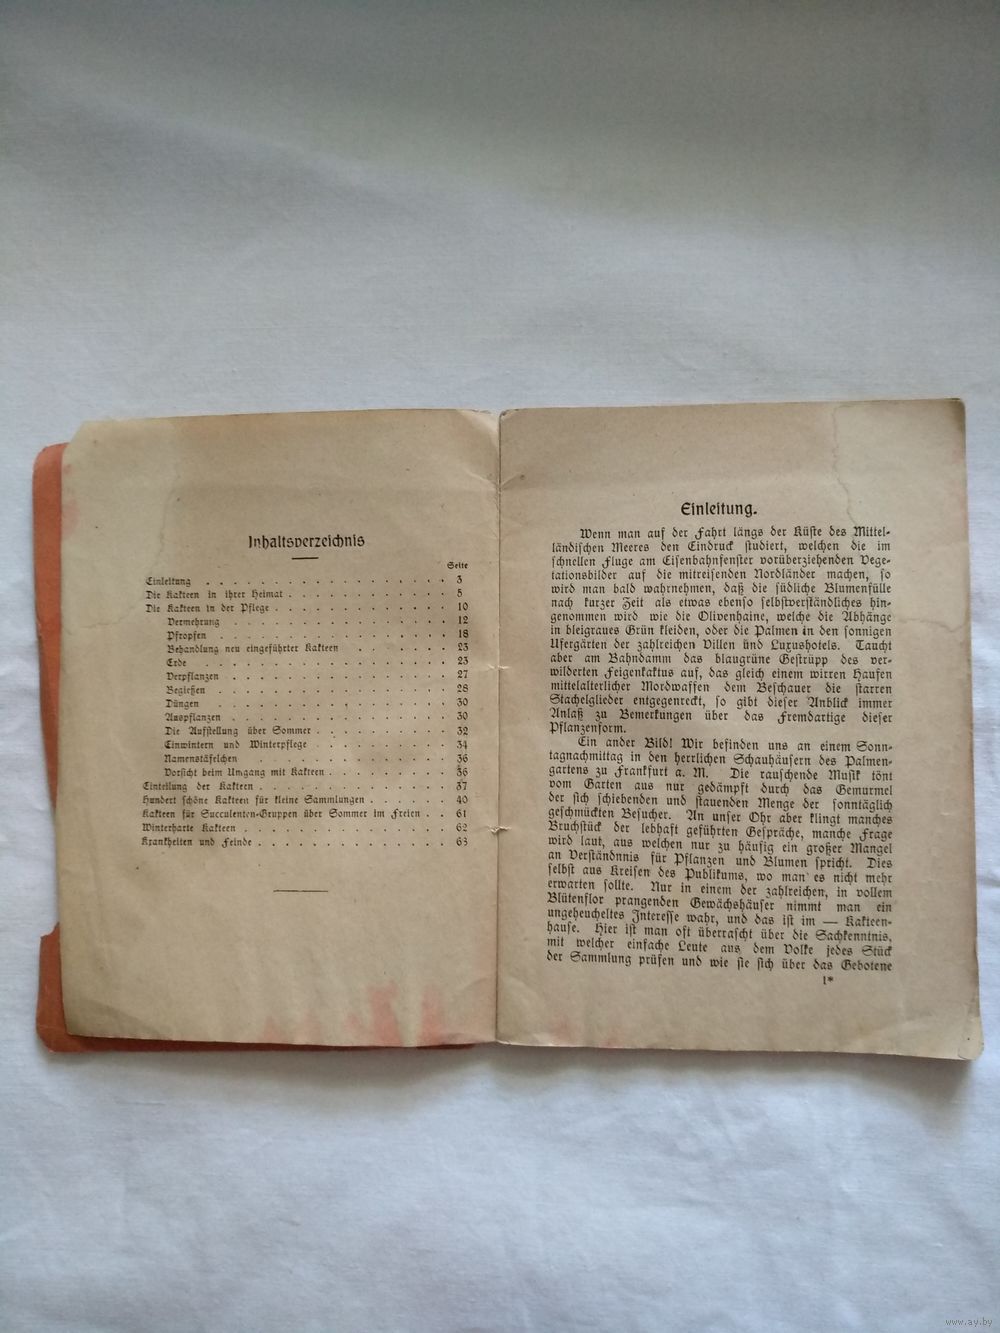 Inhaltsverzeichnis
Seite
Einleitung . . . . . . . . . . . . . . . . . . 3
Die Kakteen in ihrer Heimat . . . . . . . . . . . . 5
Die Kakteen in der Pflege . . . . . . . . . . . . . 10
Vermehrung . . . . . . . . . . . . . . . . . 12
Pfropfen . . . . . . . . . . . . . . . . . . 18
Behandlung neu eingeführter Kakteen . . . . . . . 23
Erde . . . . . . . . . . . . . . . . . . 23
Verpflanzen . . . . . . . . . . . . . . . . . 27
Begießen . . . . . . . . . . . . . . . . . 28
Düngen . . . . . . . . . . . . . . . . . 30
Auspflanzen . . . . . . . . . . . . . . . . 30
Die Aufstellung über Sommer . . . . . . . . . . 32
Einwintern und Winterpflege . . . . . . . . . 34
Namenstäfelchen . . . . . . . . . . . . . . 36
Vorsicht beim Umgang mit Kakteen . . . . . . . . . 36
Einteilung der Kakteen . . . . . . . . . . . . . . 37
Hundert schöne Kakteen für kleine Sammlungen . . . . . . 40
Kakteen für Succulenten-Gruppen über Sommer im Freien . . 61
Winterharte Kakteen . . . . . . . . . . . . . . . 62
Krankheiten und Feinde . . . . . . . . . . . . . . 63
Einleitung.
Wenn man auf der Fahrt längs der Küste des Mittel-
ländischen Meeres den Eindruck studiert, welchen die im
schnellen Fluge am Eisenbahnfenster vorüberziehenden Vege-
tationsbilder auf die mitreisenden Nordländer machen, so
wird man bald wahrnehmen, daß die südliche Blumenfülle
nach kurzer Zeit als etwas ebenso selbstverständliches hin-
genommen wird wie die Olivenhaine, welche die Abhänge
in bleigraues Grün kleiden, oder die Palmen in den sonnigen
Ufergärten der zahlreichen Villen und Luxushotels. Taucht
aber am Bahndamm das blaugrüne Gestrüpp des ver-
wilderten Feigenkaktus auf, das gleich einem wirren Haufen
mittelalterlicher Mordwaffen dem Beschauer die starren
Stachelglieder entgegenreckt, so gibt dieser Anblick immer
Anlaß zu Bemerkungen über das Fremdartige dieser
Pflanzenform.
Ein ander Bild! Wir befinden uns an einem Sonn-
tagnachmittag in den herrlichen Schauhäusern des Palmen-
gartens zu Frankfurt a. M. Die rauschende Musik tönt
vom Garten aus nur gedämpft durch das Gemurmel
der sich schiebenden und stauenden Menge der sonntäglich
geschmückten Besucher. An unser Ohr aber klingt manches
Bruchstück der lebhaft geführten Gespräche, manche Frage
wird laut, aus welchen nur zu häufig ein großer Mangel
an Verständnnis für Pflanzen und Blumen spricht. Dies
selbst aus Kreisen des Publikums, wo man es nicht mehr
erwarten sollte. Nur in einem der zahlreichen, in vollem
Blütenflor prangenden Gewächshäuser nimmt man ein
ungeheucheltes Interesse wahr, und das ist im — Kakteen-
hause. Hier ist man oft überrascht über die Sachkenntnis,
mit welcher einfache Leute aus dem Volke jedes Stück
der Sammlung prüfen und wie sie sich über das Gebotene
1*
www.ay.by